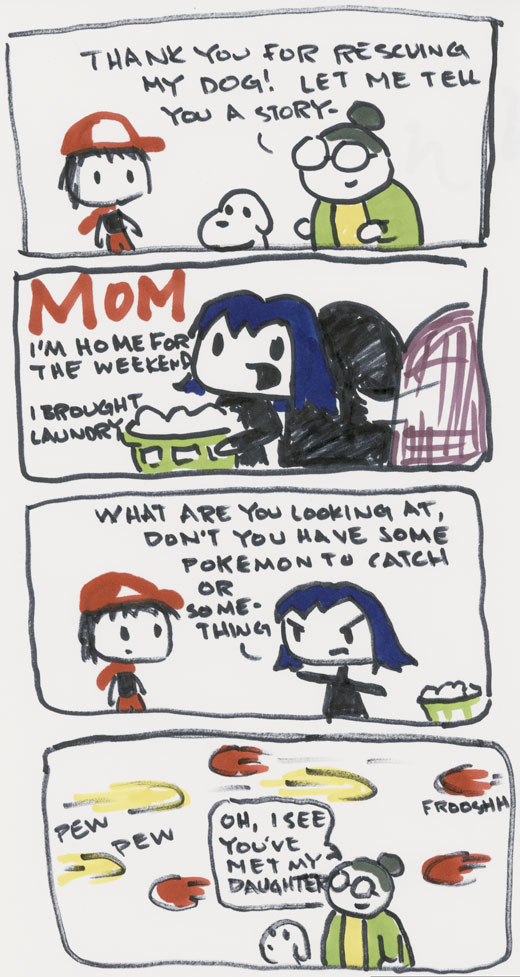 THANK YOU FOR RESCUING
MY DOG! LET ME TELL
YOU A STORY-
MOM
I'M HOME FOR
THE WEEKEND
I BROUGHT
LAUNDRY
WHAT ARE YOU LOOKING AT,
DON'T YOU HAVE SOME
POKEMON TO CATCH
OR
SOME-
THING
PEW
PEW
FROOSHH
OH, I SEE
YOU'VE
MET MY
DAUGHTER